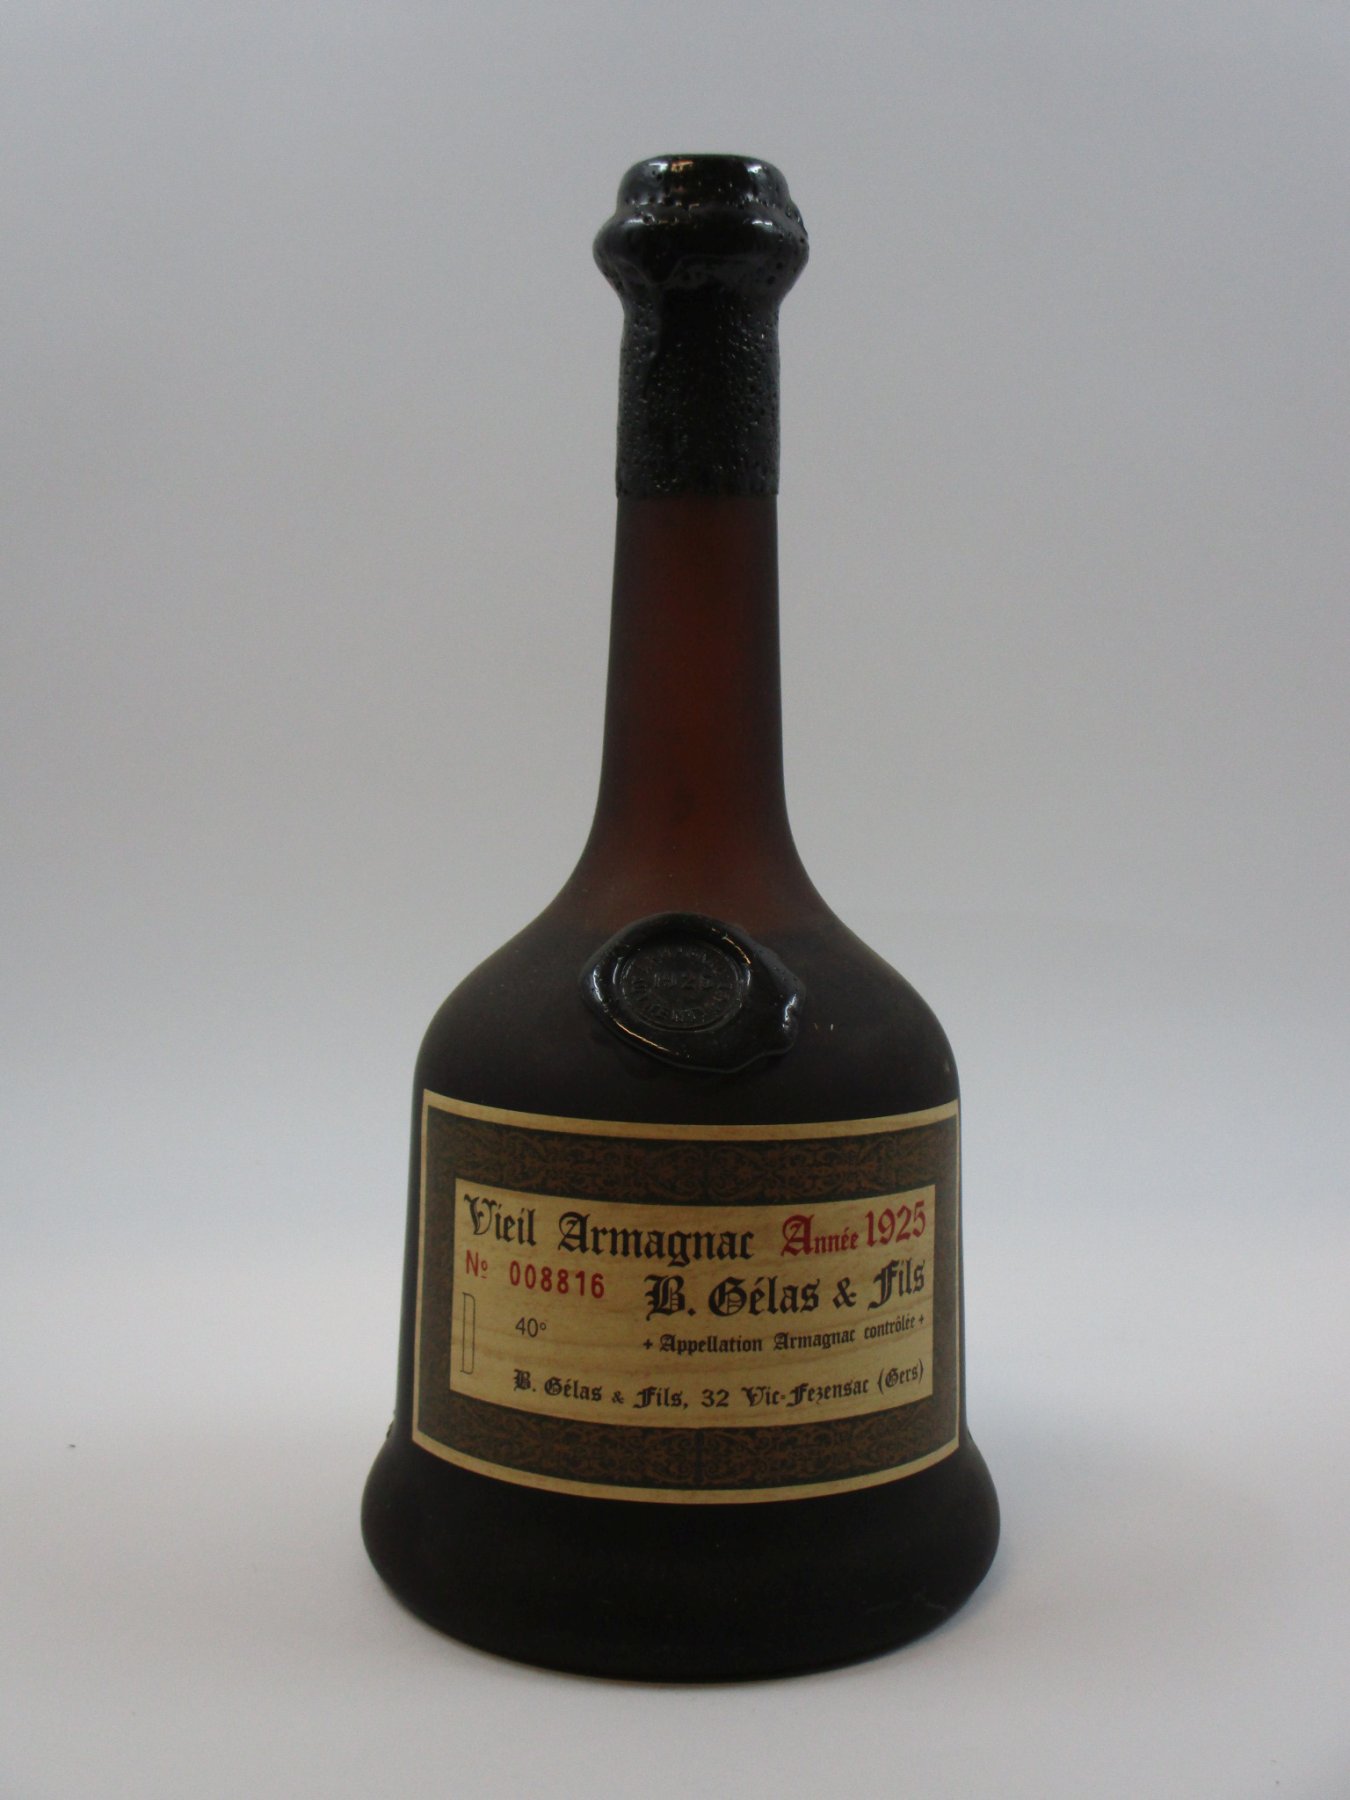 Vieil Armagnac Année 1925
Nº 008816
B. Gélas & Fils
40°
+ Appellation Armagnac contrôlée +
B. Gélas & Fils, 32 Vic-Fezensac (Gers)